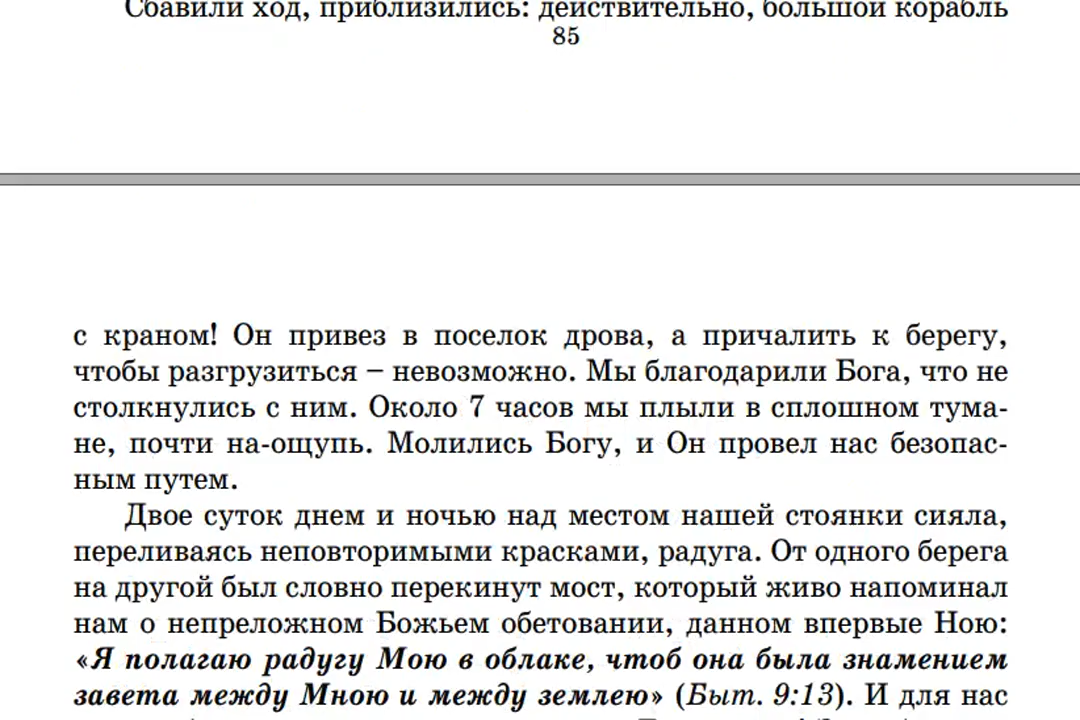 Сбавили ход, приблизились: действительно, большой корабль
85
с краном! Он привез в поселок дрова, а причалить к берегу,
чтобы разгрузиться – невозможно. Мы благодарили Бога, что не
столкнулись с ним. Около 7 часов мы плыли в сплошном тума-
не, почти на-ощупь. Молились Богу, и Он провел нас безопас-
ным путем.
Двое суток днем и ночью над местом нашей стоянки сияла,
переливаясь неповторимыми красками, радуга. От одного берега
на другой был словно перекинут мост, который живо напоминал
нам о непреложном Божьем обетовании, данном впервые Ною:
«Я полагаю радугу Мою в облаке, чтоб она была знамением
завета между Мною и между землею» (Быт. 9:13). И для нас